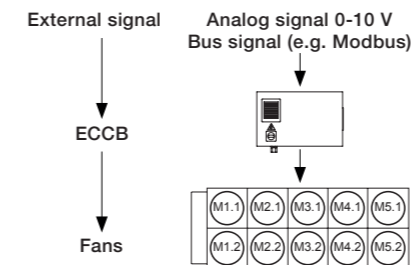 External signal
Analog signal 0-10 V
Bus signal (e.g. Modbus)
ECCB
Fans
M1.1 M2.1 M3.1 M4.1 M5.1
M1.2 M2.2 M3.2 M4.2 M5.2